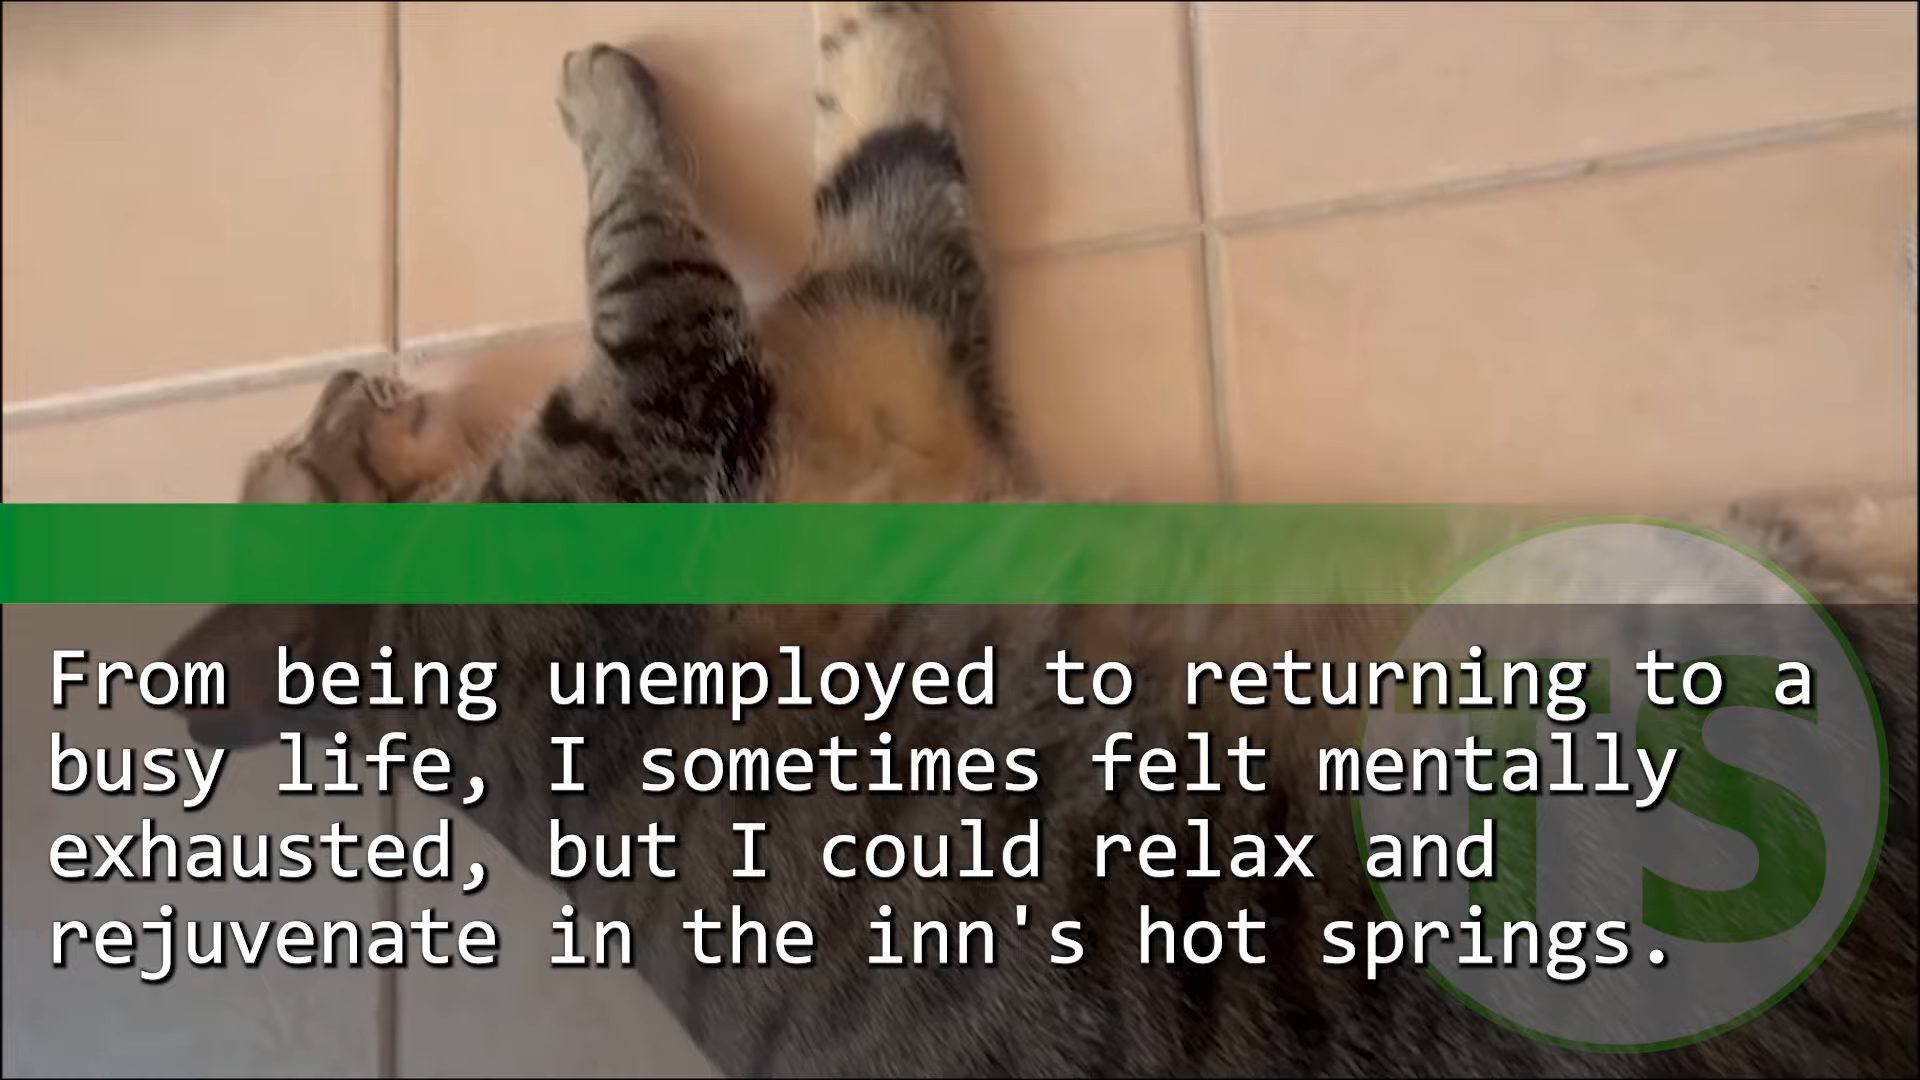 From being unemployed to returning to a
busy life, I sometimes felt mentally
exhausted, but I could relax and
rejuvenate in the inn's hot springs.
TS